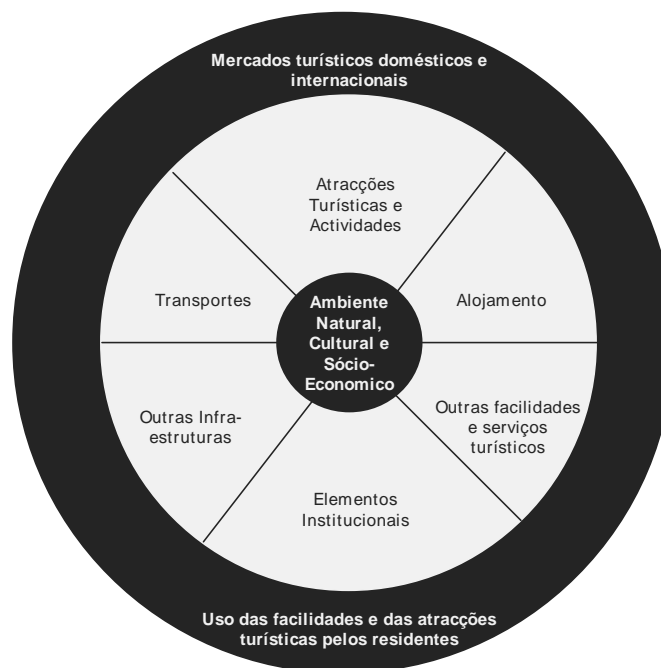 Mercados turísticos domésticos e
internacionais
Atracções
Turísticas e
Actividades
Transportes
Ambiente
Natural,
Cultural e
Sócio-
Economico
Alojamento
Outras Infra-
estruturas
Outras facilidades
e serviços
turísticos
Elementos
Institucionais
Uso das facilidades e das atracções
turísticas pelos residentes